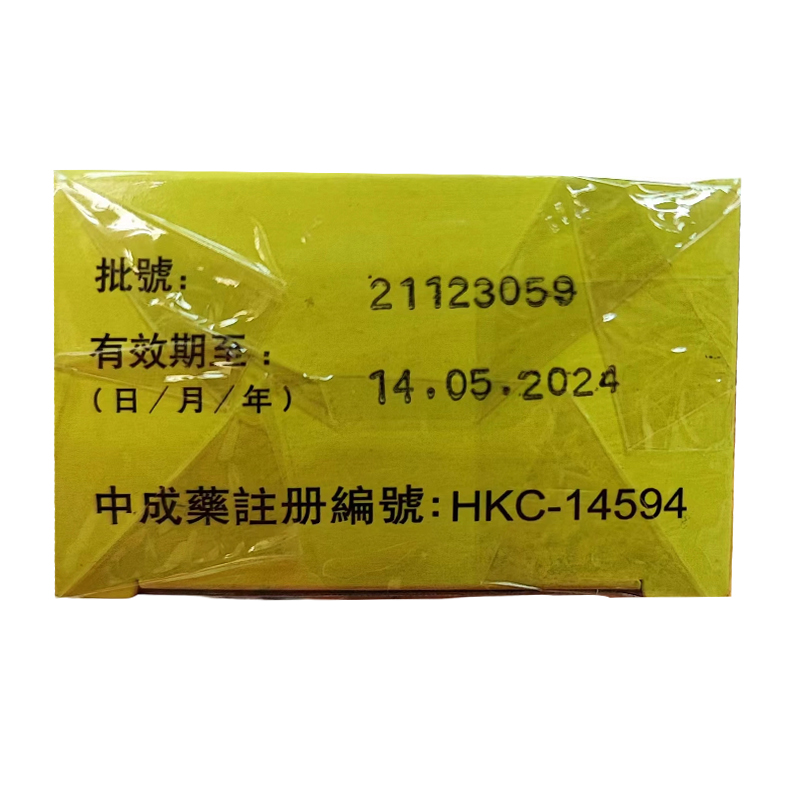 批號: 21123059
有效期至: 14.05.2024
(日/月/年)
中成藥註册編號: HKC-14594